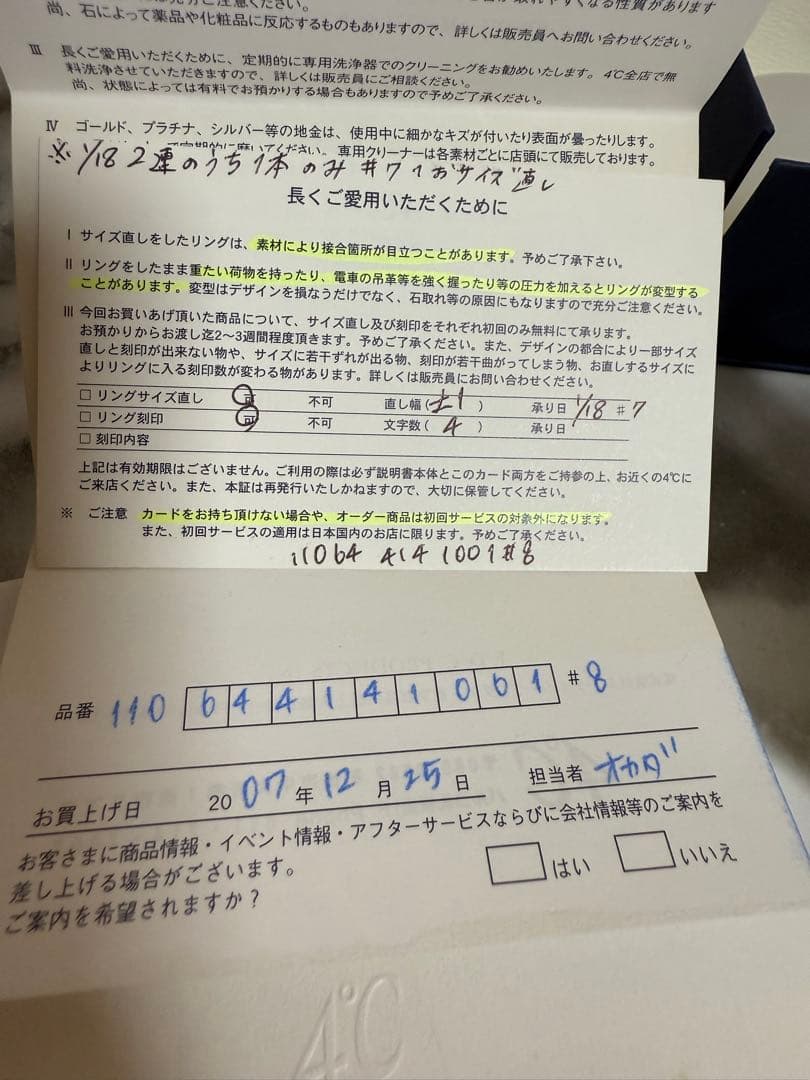 尚、石によって薬品や化粧品に反応するものもありますので、詳しくは販売員へお問い合わせください。
Ⅲ 長くご愛用いただくために、定期的に専用洗浄器でのクリーニングをお勧めいたします。4℃全店で無
料洗浄させていただきますので、詳しくは販売員にご相談ください。
尚、状態によっては有料でお預かりする場合もありますので予めご了承ください。
Ⅳ ゴールド、プラチナ、シルバー等の地金は、使用中に細かなキズが付いたり表面が曇ったりします。
専用クリーナーは各素材ごとに店頭にて販売しております。
※ 1/18 2連のうち1本のみ #7 1お サイズ直し
長くご愛用いただくために
Ⅰ サイズ直しをしたリングは、素材により接合箇所が目立つことがあります。予めご了承下さい。
Ⅱ リングをしたまま重たい荷物を持ったり、電車の吊革等を強く握ったり等の圧力を加えるとリングが変型する
ことがあります。変型はデザインを損なうだけでなく、石取れ等の原因にもなりますので充分ご注意ください。
Ⅲ 今回お買いあげ頂いた商品について、サイズ直し及び刻印をそれぞれ初回のみ無料にて承ります。
お預かりからお渡し迄2〜3週間程度頂きます。予めご了承ください。また、デザインの都合により一部サイズ
直しと刻印が出来ない物や、サイズに若干ずれが出る物、刻印が若干曲がってしまう物、お直しするサイズに
よりリングに入る刻印数が変わる物があります。詳しくは販売員にお問い合わせください。
□ リングサイズ直し 可 不可 直し幅(±1) 承り日 1/18 #7
□ リング刻印 可 不可 文字数(4) 承り日
□ 刻印内容
上記は有効期限はございません。ご利用の際は必ず説明書本体とこのカード両方をご持参の上、お近くの4℃に
ご来店ください。また、本証は再発行いたしかねますので、大切に保管してください。
※ ご注意 カードをお持ち頂けない場合や、オーダー商品は初回サービスの対象外になります。
また、初回サービスの適用は日本国内のお店に限ります。予めご了承ください。
11064 414 1001#8
品番 110 644141061 #8
お買上げ日 2007年12月25日 担当者 オカダ
お客さまに商品情報・イベント情報・アフターサービスならびに会社情報等のご案内を
差し上げる場合がございます。
ご案内を希望されますか? □はい □いいえ
4℃